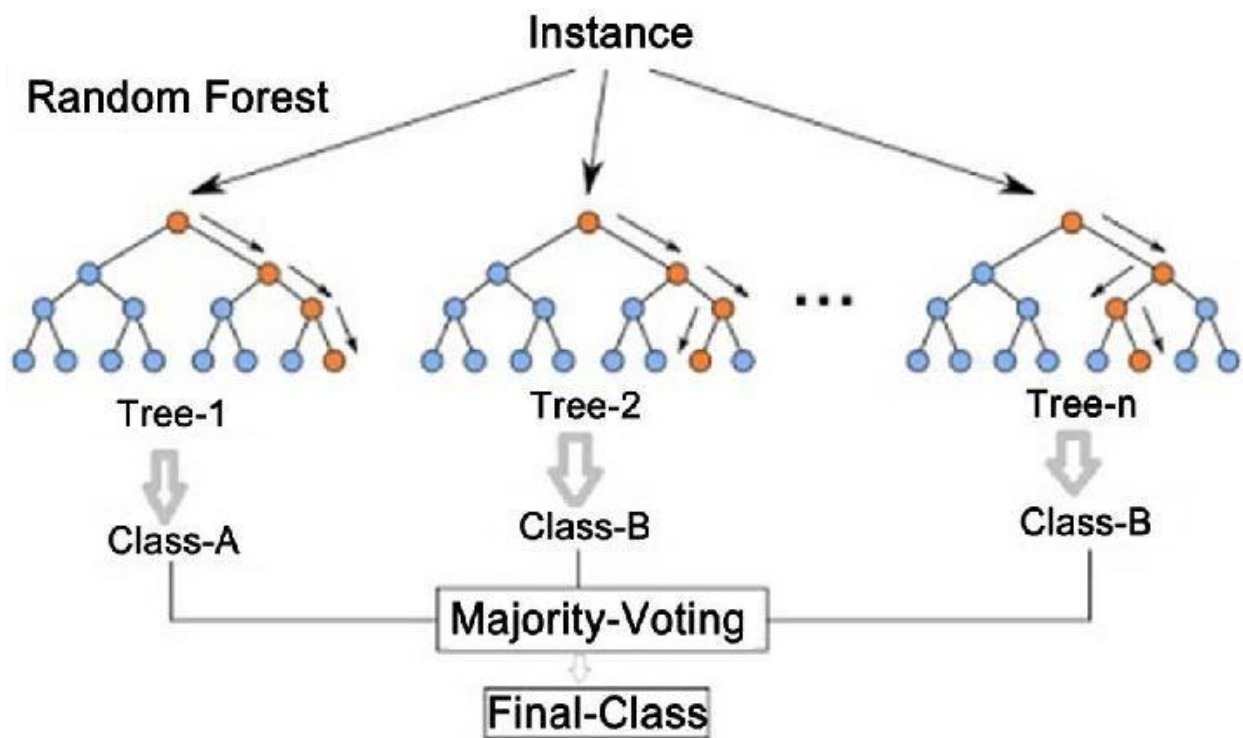 Instance
Random Forest
...
Tree-1
Tree-2
Tree-n
Class-A
Class-B
Class-B
Majority-Voting
Final-Class